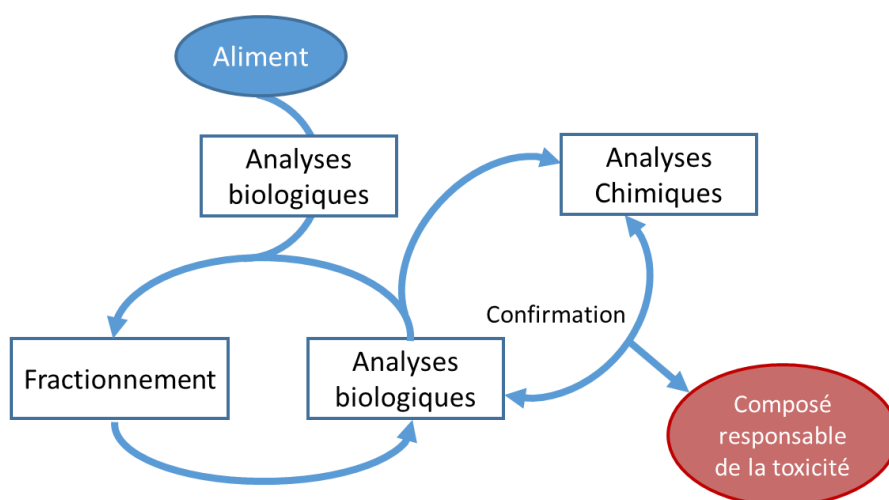 Aliment
Analyses
biologiques
Analyses
Chimiques
Confirmation
Fractionnement
Analyses
biologiques
Composé
responsable
de la toxicité